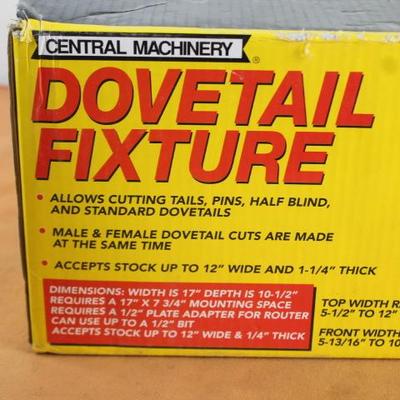 CENTRAL MACHINERY
®
DOVETAIL
FIXTURE
• ALLOWS CUTTING TAILS, PINS, HALF BLIND,
AND STANDARD DOVETAILS
• MALE & FEMALE DOVETAIL CUTS ARE MADE
AT THE SAME TIME
• ACCEPTS STOCK UP TO 12" WIDE AND 1-1/4" THICK
DIMENSIONS: WIDTH IS 17" DEPTH IS 10-1/2"
REQUIRES A 17" X 7 3/4" MOUNTING SPACE
REQUIRES A 1/2" PLATE ADAPTER FOR ROUTER
CAN USE UP TO A 1/2" BIT
ACCEPTS STOCK UP TO 12" WIDE & 1/4" THICK
TOP WIDTH R
5-1/2" TO 12"
FRONT WIDTH
5-13/16" TO 10